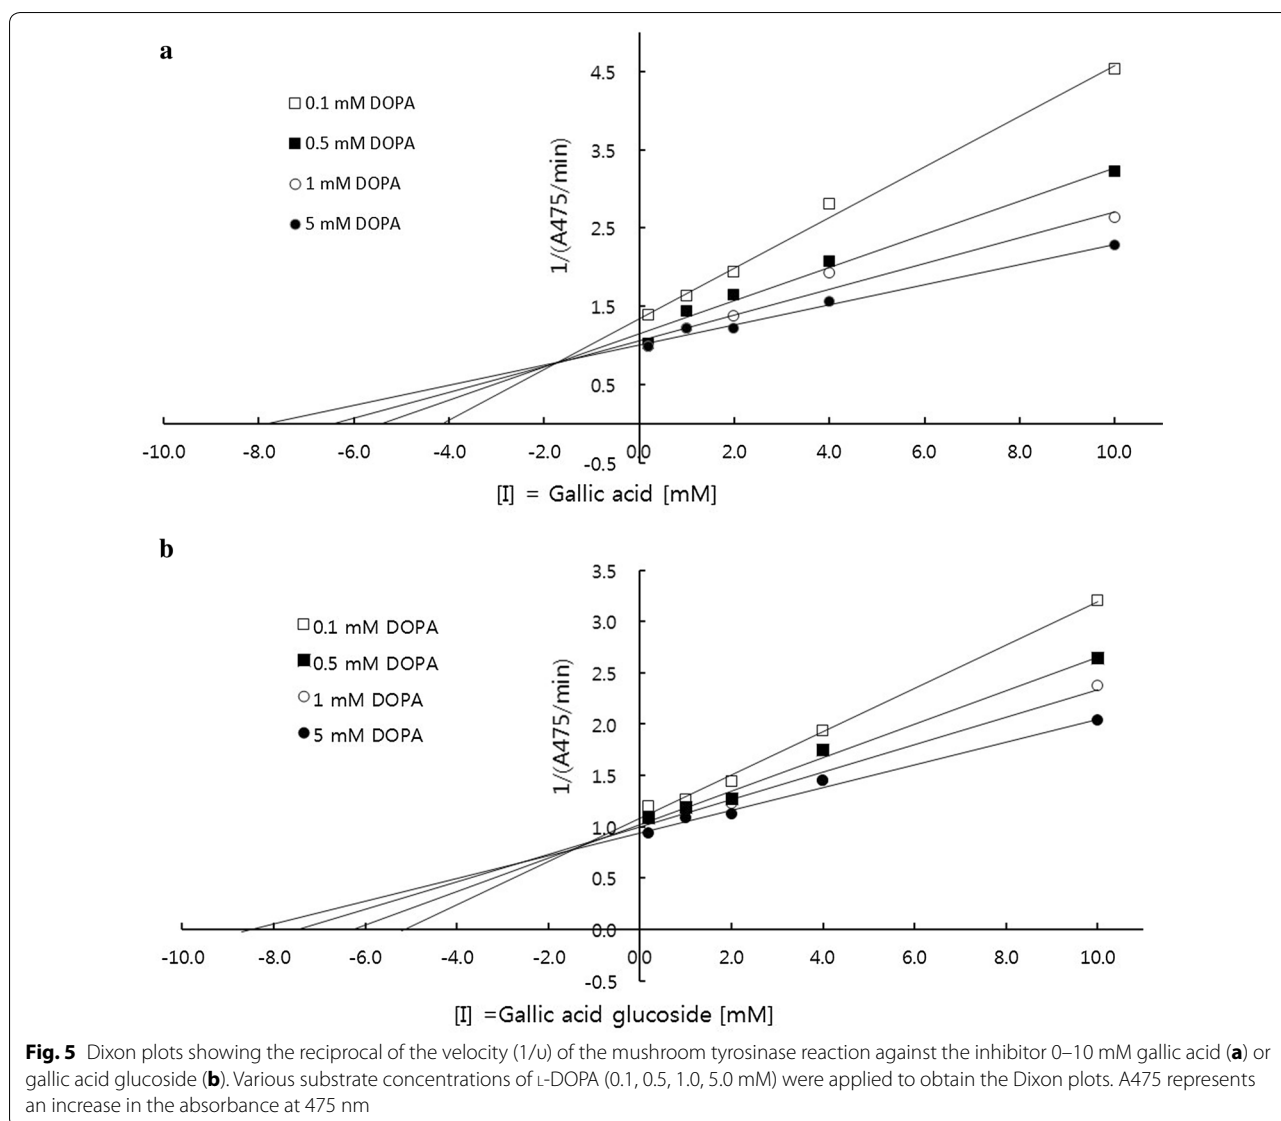 a
4.5
0.1 mM DOPA
0.5 mM DOPA
3.5
1/(A475/min)
1 mM DOPA
5 mM DOPA
2.5
1.5
0.5
-10.0 -8.0 -6.0 -4.0 -2.0 0.0 2.0 4.0 6.0 8.0 10.0
-0.5
[I] = Gallic acid [mM]
b
3.5
0.1 mM DOPA
3.0
0.5 mM DOPA
2.5
1/(A475/min)
1 mM DOPA
2.0
5 mM DOPA
1.5
1.0
0.5
0.0
-10.0 -8.0 -6.0 -4.0 -2.0 0.0 2.0 4.0 6.0 8.0 10.0
-0.5
[I] =Gallic acid glucoside [mM]
Fig. 5 Dixon plots showing the reciprocal of the velocity (1/υ) of the mushroom tyrosinase reaction against the inhibitor 0–10 mM gallic acid (a) or
gallic acid glucoside (b). Various substrate concentrations of L-DOPA (0.1, 0.5, 1.0, 5.0 mM) were applied to obtain the Dixon plots. A475 represents
an increase in the absorbance at 475 nm